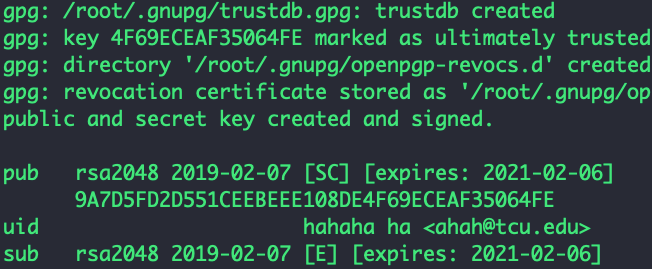 gpg: /root/.gnupg/trustdb.gpg: trustdb created
gpg: key 4F69ECEAF35064FE marked as ultimately trusted
gpg: directory '/root/.gnupg/openpgp-revocs.d' created
gpg: revocation certificate stored as '/root/.gnupg/op
public and secret key created and signed.
pub rsa2048 2019-02-07 [SC] [expires: 2021-02-06]
9A7D5FD2D551CEEBEEE108DE4F69ECEAF35064FE
uid hahaha ha <ahah@tcu.edu>
sub rsa2048 2019-02-07 [E] [expires: 2021-02-06]